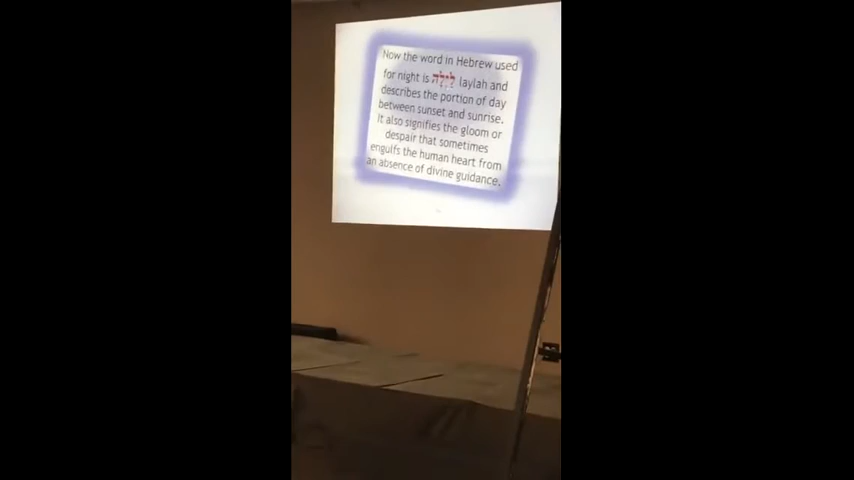 Now the word in Hebrew used
for night is לילה laylah and
describes the portion of day
between sunset and sunrise.
It also signifies the gloom or
despair that sometimes
engulfs the human heart from
an absence of divine guidance.